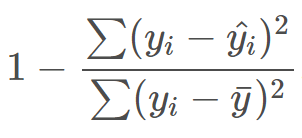 1 − ∑(yᵢ − ŷᵢ)² / ∑(yᵢ − ȳ)²